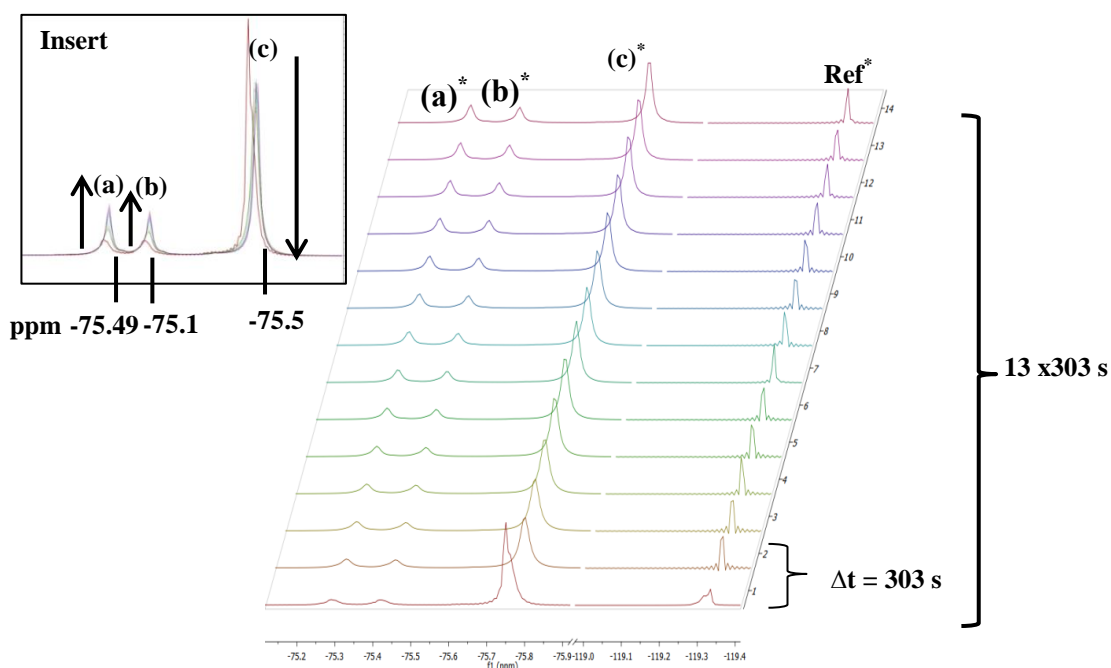 Insert
(c)
(a)
(b)
ppm
-75.49
-75.1
-75.5
(a)*
(b)*
(c)*
Ref*
14
13
12
11
10
9
8
7
6
5
4
3
2
1
13 x303 s
Δt = 303 s
-75.2
-75.3
-75.4
-75.5
-75.6
-75.7
-75.8
-75.9
-119.0
-119.1
-119.2
-119.3
-119.4
f1 (ppm)